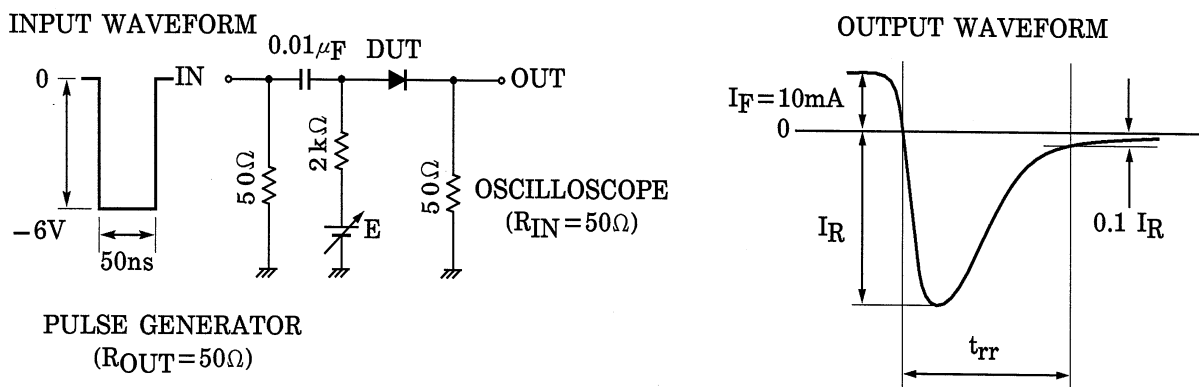 INPUT WAVEFORM
0
IN
-6V
50ns
PULSE GENERATOR
(ROUT=50Ω)
0.01μF DUT
OUT
50Ω
2kΩ
E
50Ω
OSCILLOSCOPE
(RIN=50Ω)
OUTPUT WAVEFORM
IF=10mA
0
IR
0.1 IR
trr